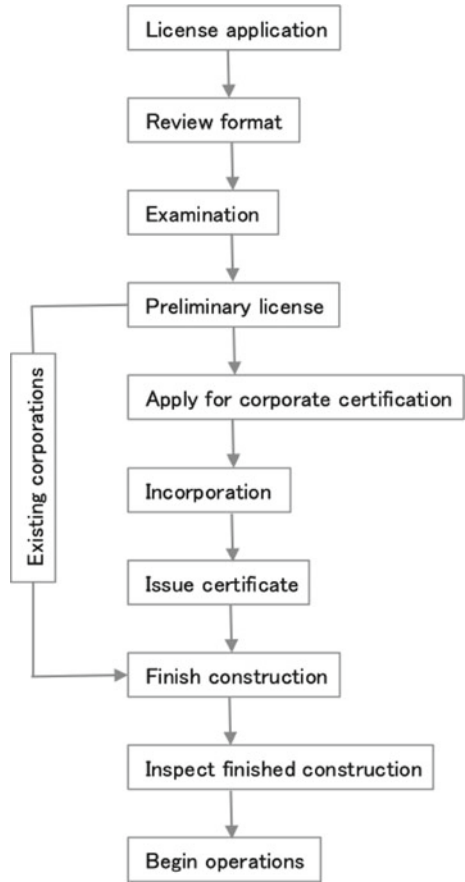 License application
Review format
Examination
Preliminary license
Existing corporations
Apply for corporate certification
Incorporation
Issue certificate
Finish construction
Inspect finished construction
Begin operations